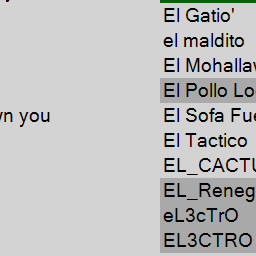 El Gatio'
el maldito
El Mohallav
El Pollo Lo
wn you
El Sofa Fue
El Tactico
EL_CACTU
EL_Reneg
eL3cTrO
EL3CTRO